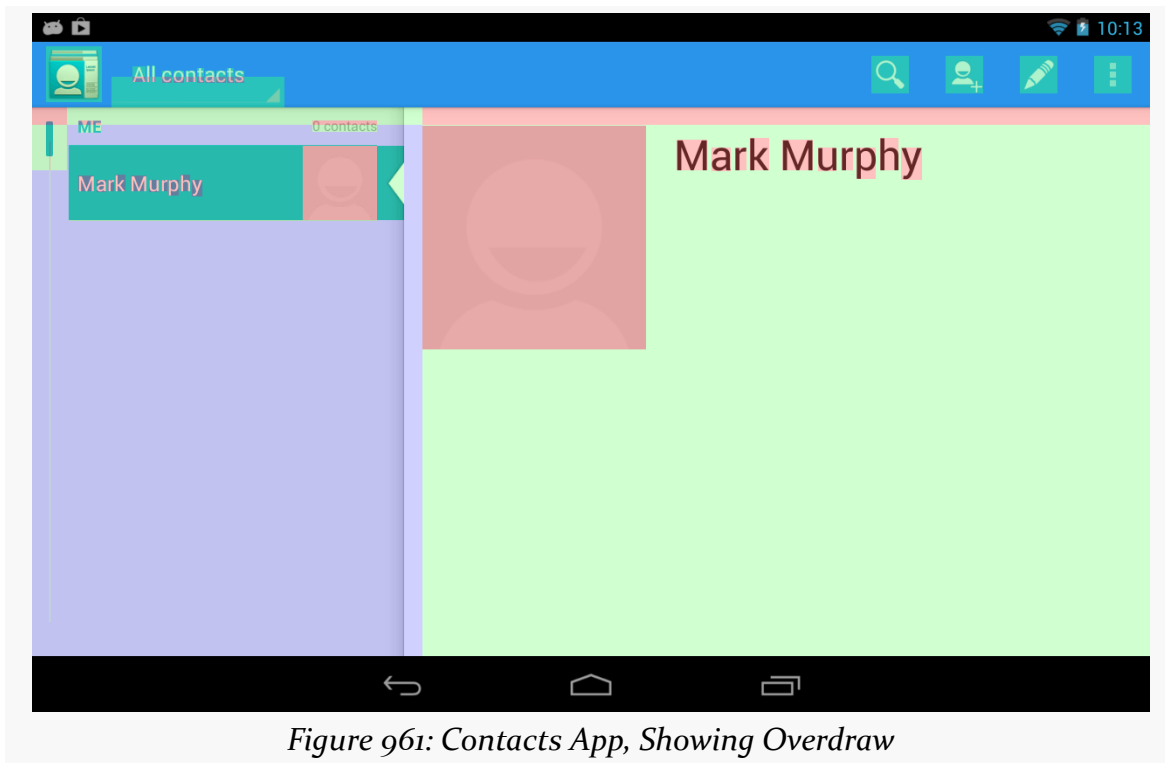 10:13
All contacts
ME 0 contacts
Mark Murphy
Mark Murphy
Figure 961: Contacts App, Showing Overdraw